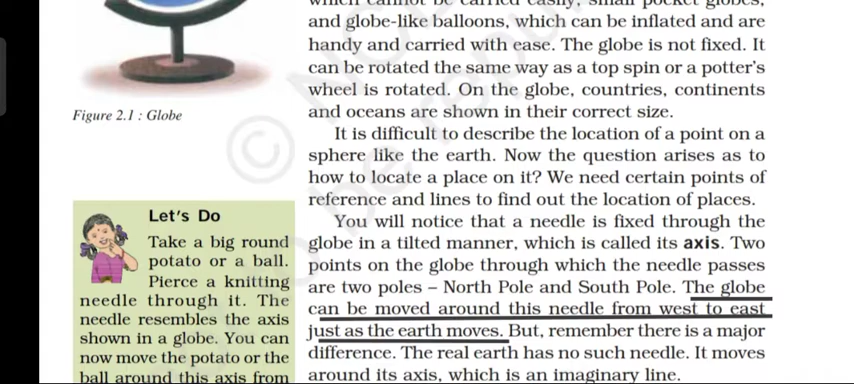 which cannot be carried easily, small pocket globes,
and globe-like balloons, which can be inflated and are
handy and carried with ease. The globe is not fixed. It
can be rotated the same way as a top spin or a potter's
wheel is rotated. On the globe, countries, continents
and oceans are shown in their correct size.
Figure 2.1 : Globe
It is difficult to describe the location of a point on a
sphere like the earth. Now the question arises as to
how to locate a place on it? We need certain points of
reference and lines to find out the location of places.
You will notice that a needle is fixed through the
globe in a tilted manner, which is called its axis. Two
points on the globe through which the needle passes
are two poles – North Pole and South Pole. The globe
can be moved around this needle from west to east
just as the earth moves. But, remember there is a major
difference. The real earth has no such needle. It moves
around its axis, which is an imaginary line.
Let's Do
Take a big round
potato or a ball.
Pierce a knitting
needle through it. The
needle resembles the axis
shown in a globe. You can
now move the potato or the
ball around this axis from